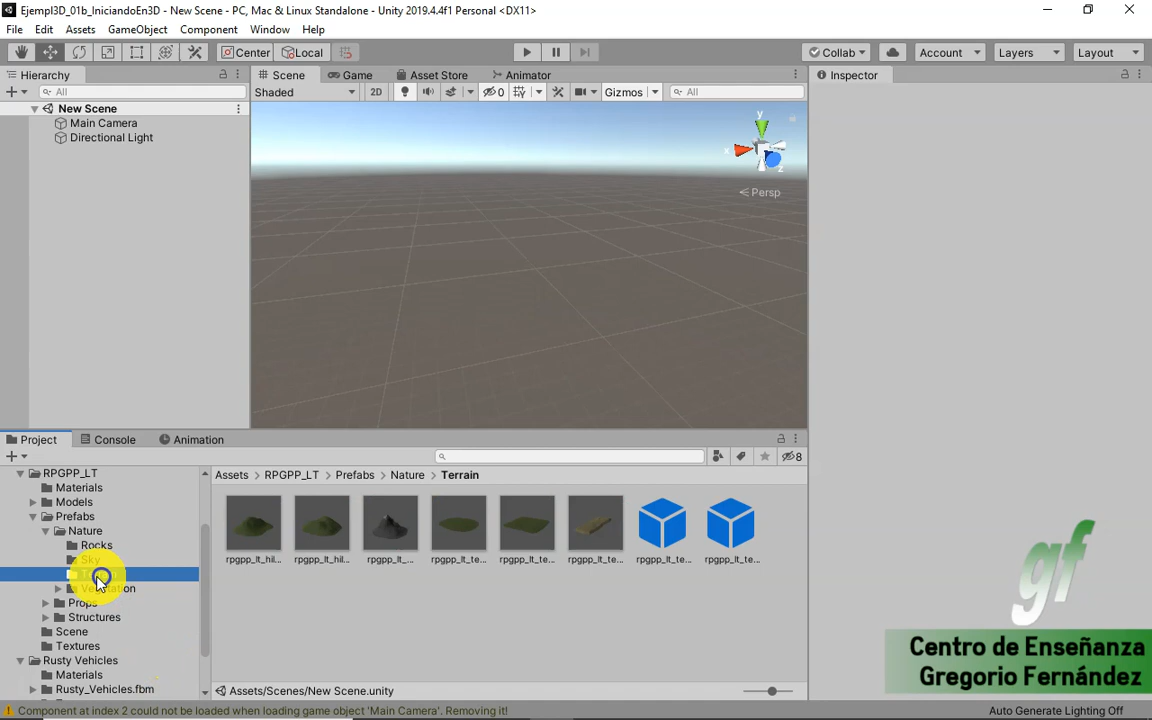 Ejempl3D_01b_IniciandoEn3D - New Scene - PC, Mac & Linux Standalone - Unity 2019.4.4f1 Personal <DX11>
File Edit Assets GameObject Component Window Help
Center Local Collab Account Layers Layout
Hierarchy Scene Game Asset Store Animator Inspector
All Shaded 2D 0 Gizmos All
New Scene
Main Camera
Directional Light
y
x
z
Persp
Project Console Animation
8
RPGPP_LT
Materials
Models
Prefabs
Nature
Rocks
Sky
Vegetation
Props
Structures
Scene
Textures
Rusty Vehicles
Materials
Rusty_Vehicles.fbm
Assets > RPGPP_LT > Prefabs > Nature > Terrain
rpgpp_lt_hil... rpgpp_lt_hil... rpgpp_lt_... rpgpp_lt_te... rpgpp_lt_te... rpgpp_lt_te... rpgpp_lt_te... rpgpp_lt_te...
Assets/Scenes/New Scene.unity
gf
Centro de Enseñanza
Gregorio Fernández
Component at index 2 could not be loaded when loading game object 'Main Camera'. Removing it!
Auto Generate Lighting Off